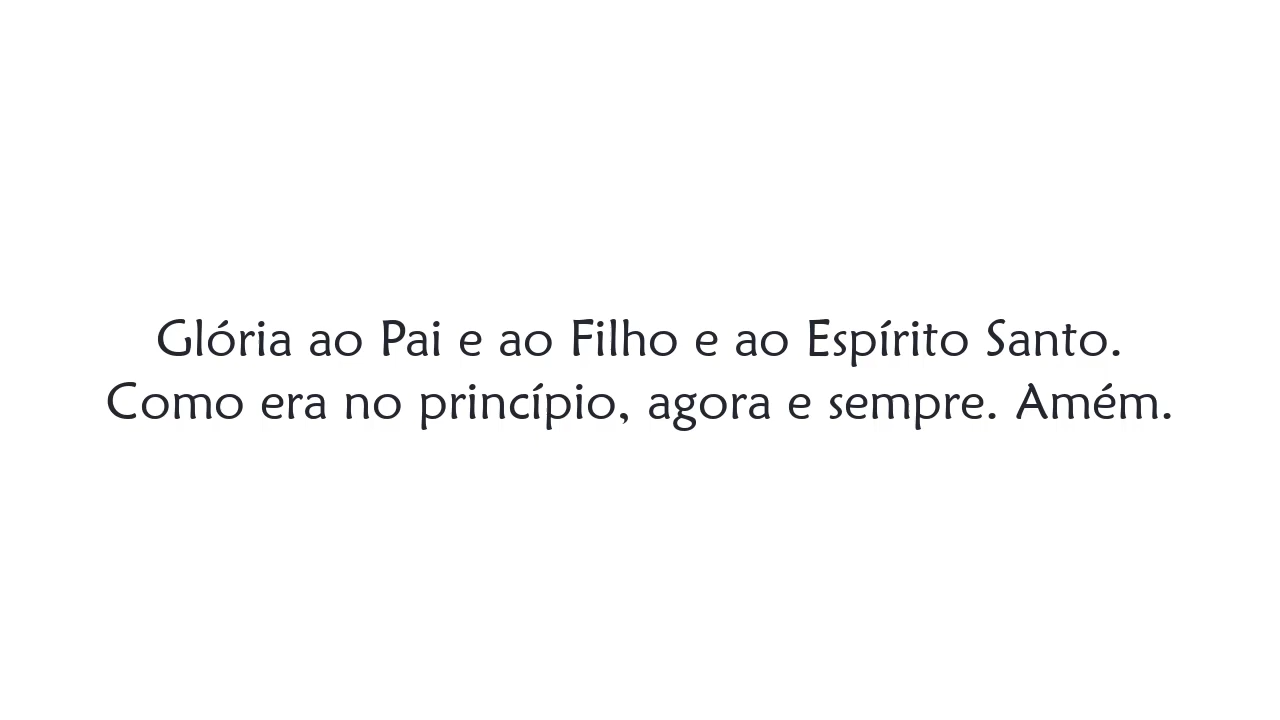 Glória ao Pai e ao Filho e ao Espírito Santo.
Como era no princípio, agora e sempre. Amém.